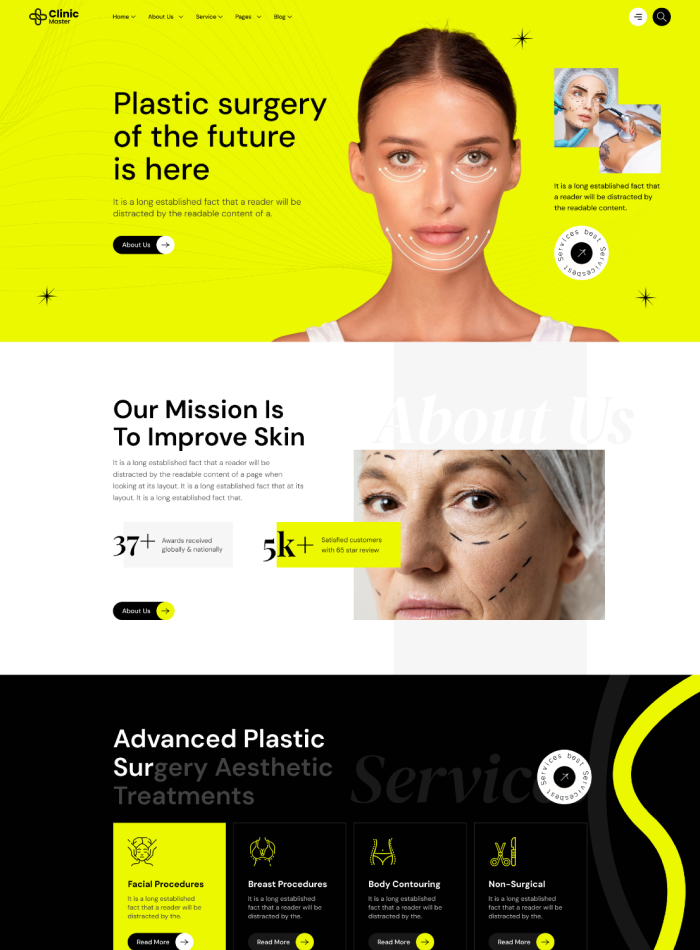 Clinic
Master
Home
About Us
Service
Pages
Blog
Plastic surgery
of the future
is here
It is a long established fact that a reader will be
distracted by the readable content of a.
About Us
It is a long established fact that
a reader will be distracted by
the readable content.
Services best Servicesbest
About Us
Our Mission Is
To Improve Skin
It is a long established fact that a reader will be
distracted by the readable content of a page when
looking at its layout. It is a long established fact that at its
layout. It is a long established fact that.
37+
Awards received
globally & nationally
5k+
Satisfied customers
with 65 star review
About Us
Advanced Plastic
Surgery Aesthetic
Treatments
Servic
Services best Servicesbest
Facial Procedures
It is a long established
fact that a reader will be
distracted by the.
Read More
Breast Procedures
It is a long established
fact that a reader will be
distracted by the.
Read More
Body Contouring
It is a long established
fact that a reader will be
distracted by the.
Read More
Non-Surgical
It is a long established
fact that a reader will be
distracted by the.
Read More